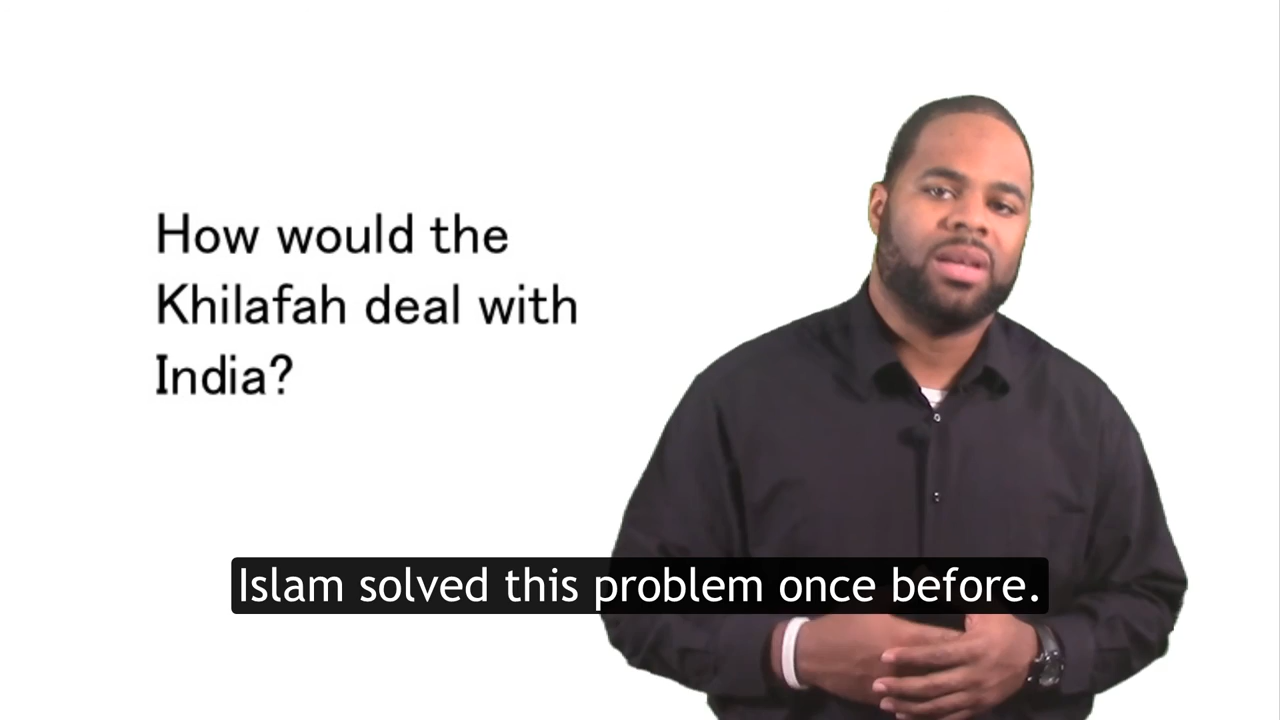 How would the
Khilafah deal with
India?
Islam solved this problem once before.